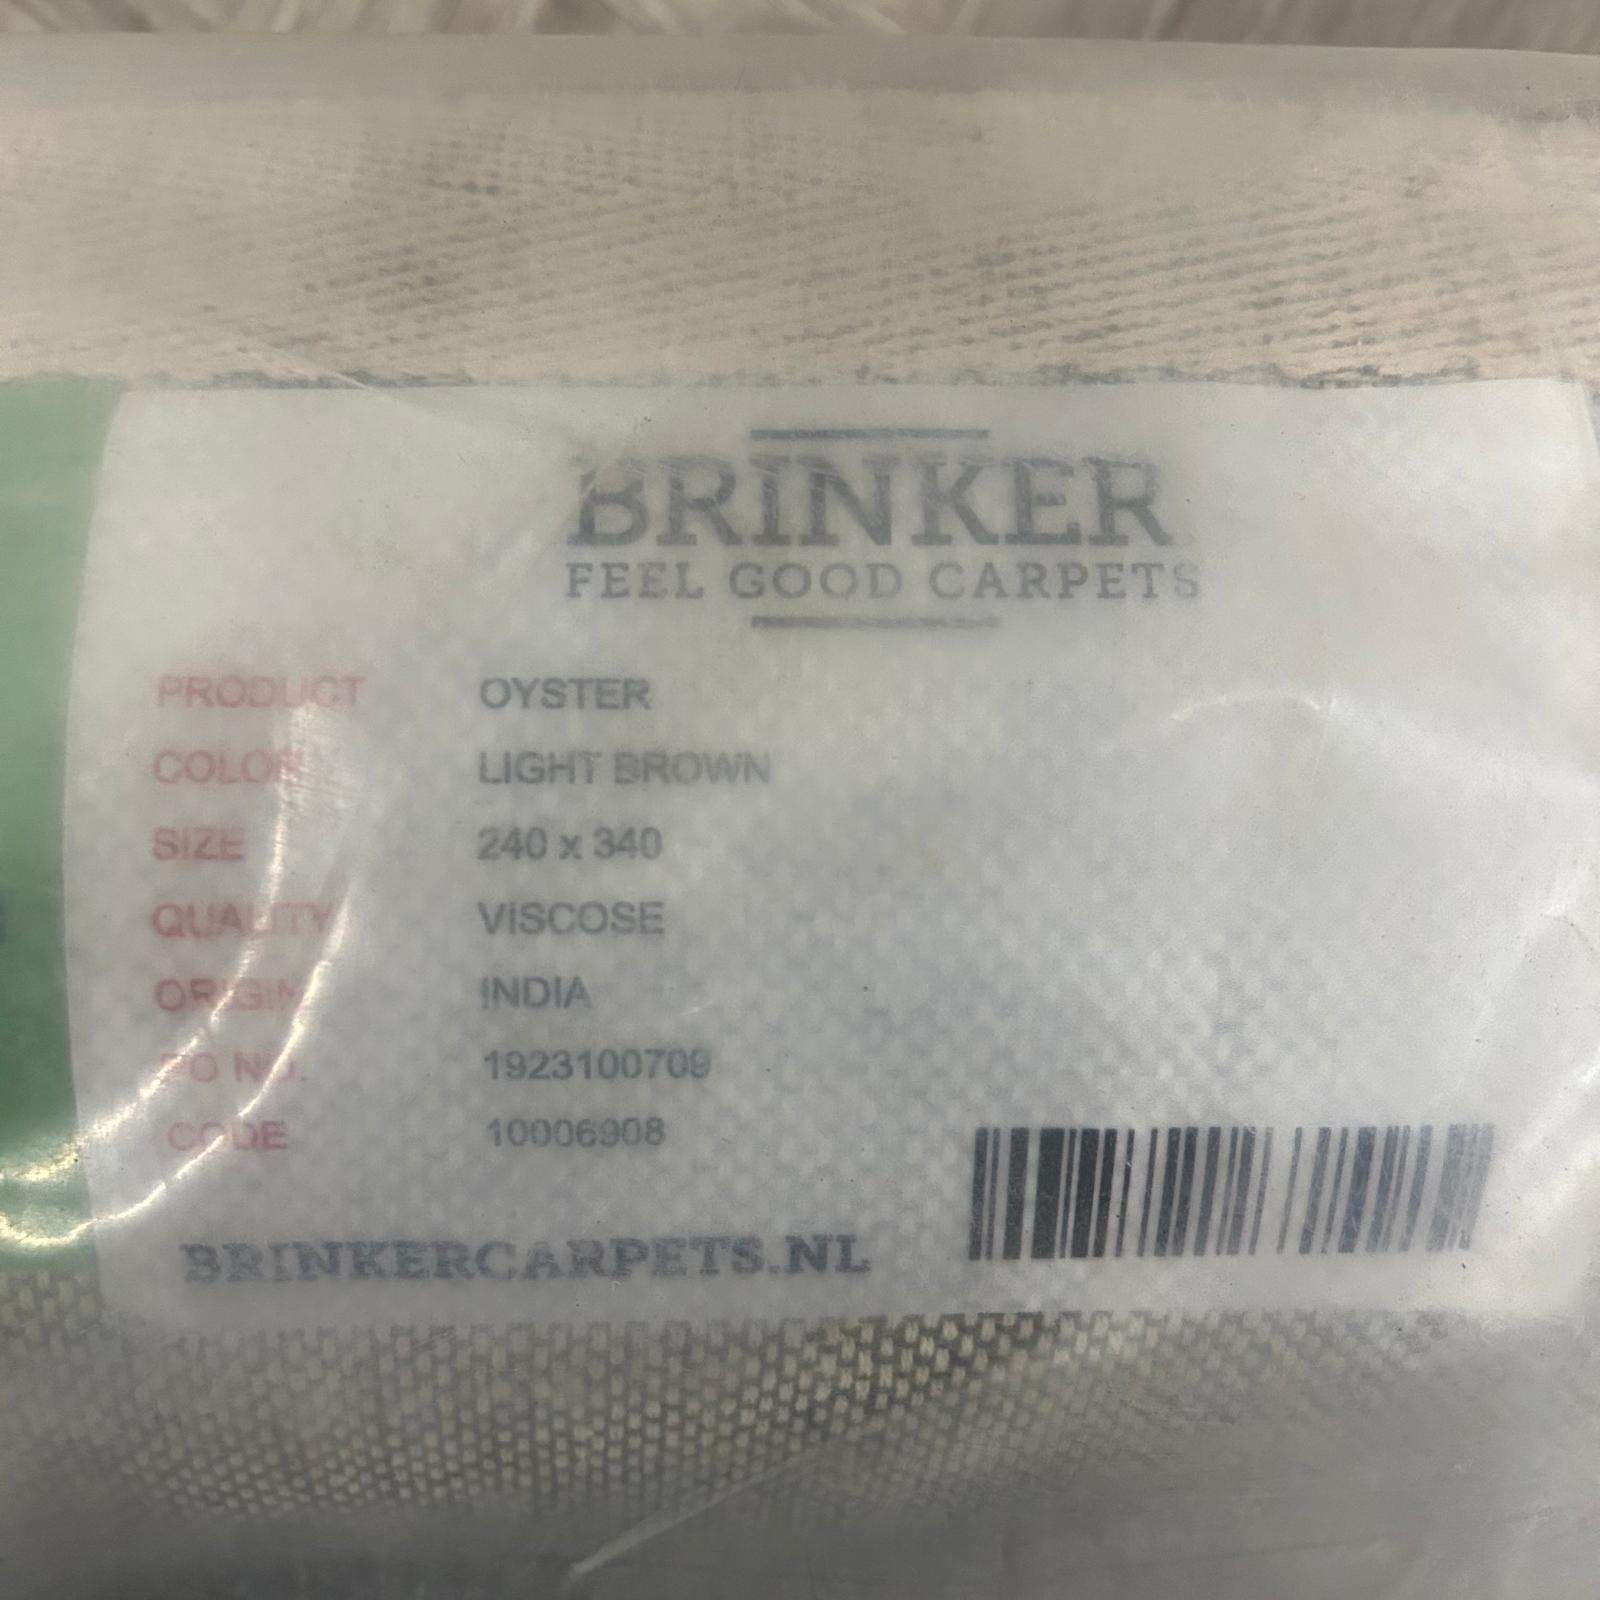 BRINKER
FEEL GOOD CARPETS
PRODUCT OYSTER
COLOR LIGHT BROWN
SIZE 240 x 340
QUALITY VISCOSE
ORIGIN INDIA
PO NO. 1923100709
CODE 10006908
BRINKERCARPETS.NL